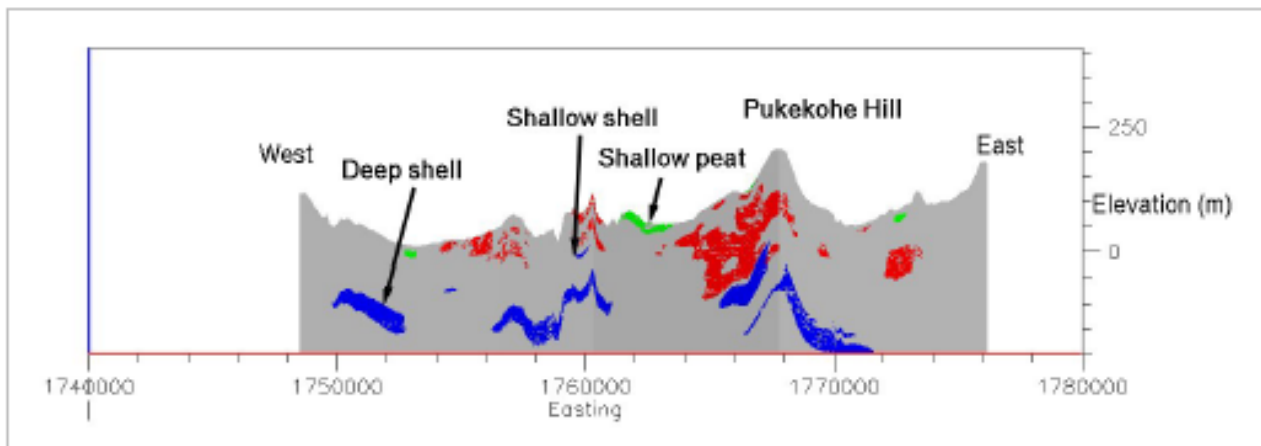 Pukekohe Hill
Shallow shell
250
West
Shallow peat
East
Deep shell
Elevation (m)
0
1740000 1750000 1760000 1770000 1780000
Easting